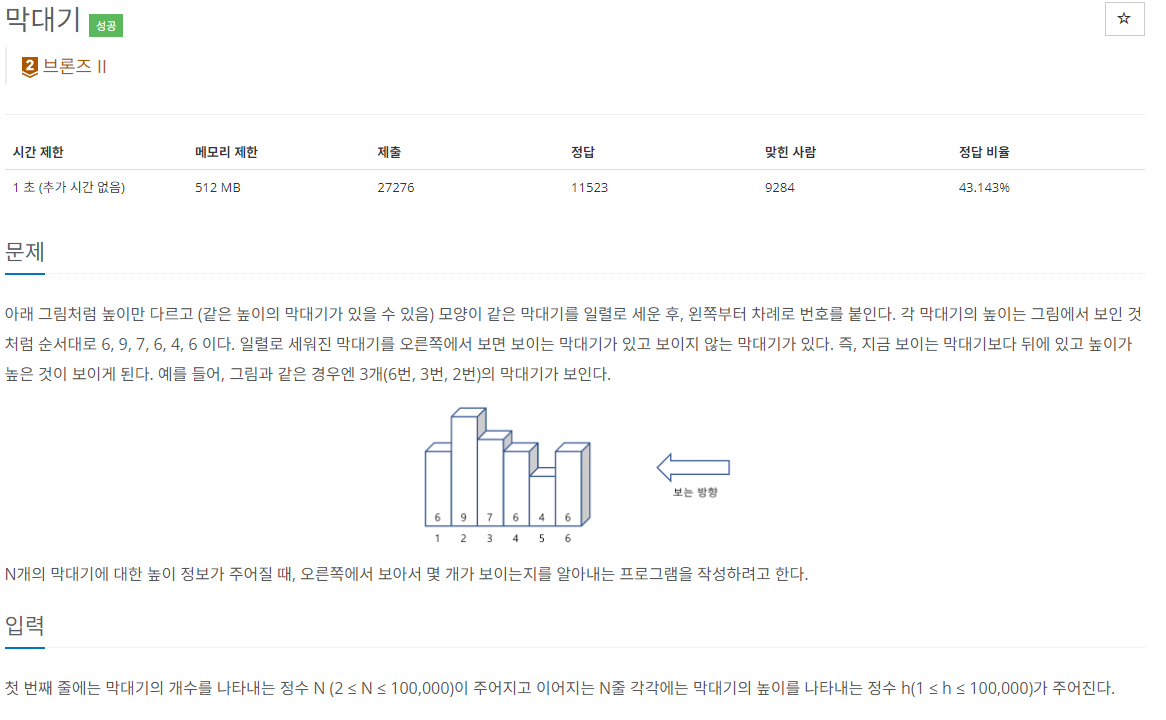 막대기 성공
☆
2 브론즈 II
시간 제한 메모리 제한 제출 정답 맞힌 사람 정답 비율
1 초 (추가 시간 없음) 512 MB 27276 11523 9284 43.143%
문제
아래 그림처럼 높이만 다르고 (같은 높이의 막대기가 있을 수 있음) 모양이 같은 막대기를 일렬로 세운 후, 왼쪽부터 차례로 번호를 붙인다. 각 막대기의 높이는 그림에서 보인 것
처럼 순서대로 6, 9, 7, 6, 4, 6 이다. 일렬로 세워진 막대기를 오른쪽에서 보면 보이는 막대기가 있고 보이지 않는 막대기가 있다. 즉, 지금 보이는 막대기보다 뒤에 있고 높이가
높은 것이 보이게 된다. 예를 들어, 그림과 같은 경우엔 3개(6번, 3번, 2번)의 막대기가 보인다.
6 9 7 6 4 6
1 2 3 4 5 6
보는 방향
N개의 막대기에 대한 높이 정보가 주어질 때, 오른쪽에서 보아서 몇 개가 보이는지를 알아내는 프로그램을 작성하려고 한다.
입력
첫 번째 줄에는 막대기의 개수를 나타내는 정수 N (2 ≤ N ≤ 100,000)이 주어지고 이어지는 N줄 각각에는 막대기의 높이를 나타내는 정수 h(1 ≤ h ≤ 100,000)가 주어진다.